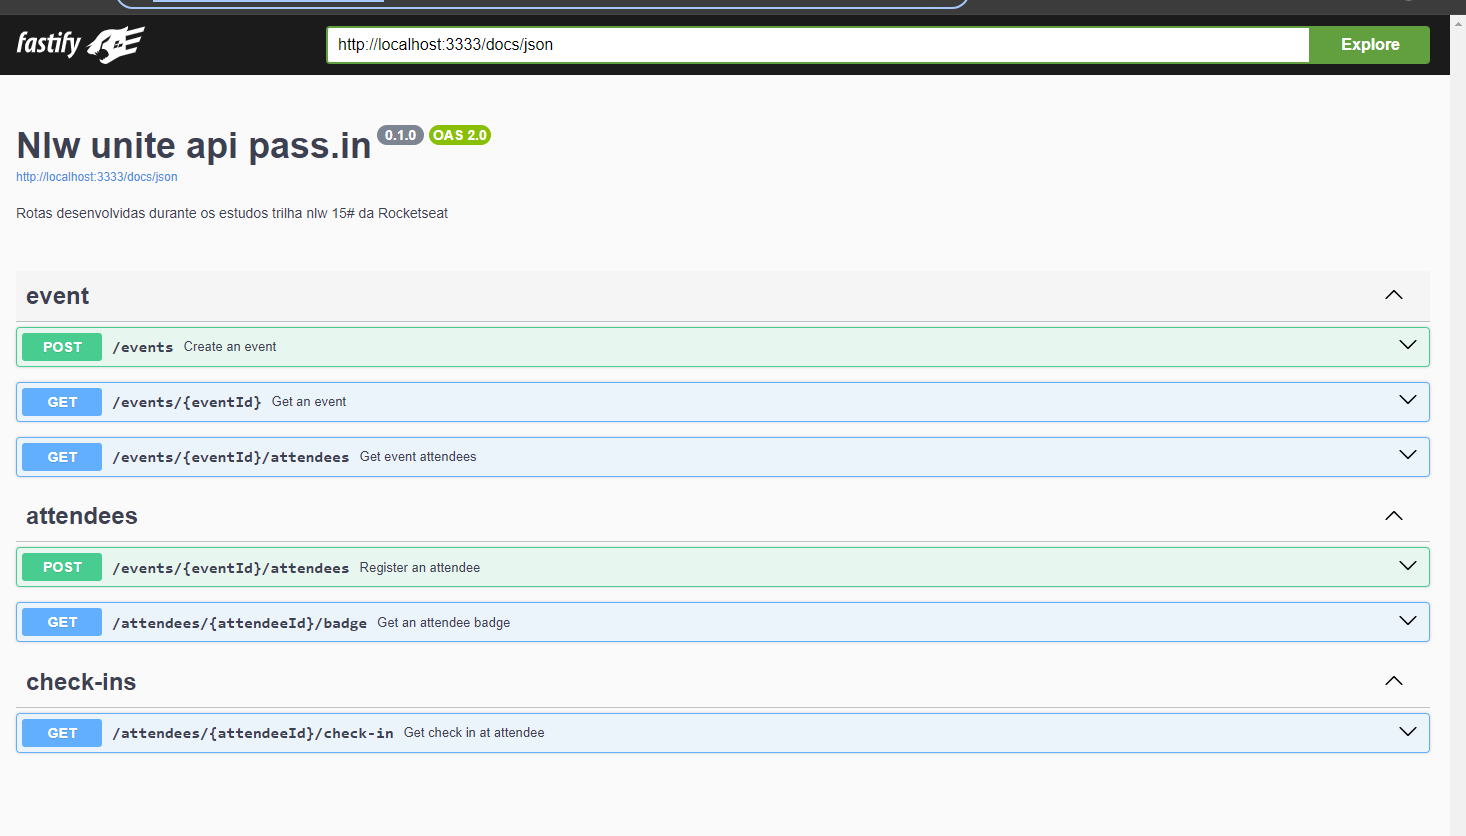 fastify
http://localhost:3333/docs/json
Explore
Nlw unite api pass.in 0.1.0 OAS 2.0
http://localhost:3333/docs/json
Rotas desenvolvidas durante os estudos trilha nlw 15# da Rocketseat
event
POST /events Create an event
GET /events/{eventId} Get an event
GET /events/{eventId}/attendees Get event attendees
attendees
POST /events/{eventId}/attendees Register an attendee
GET /attendees/{attendeeId}/badge Get an attendee badge
check-ins
GET /attendees/{attendeeId}/check-in Get check in at attendee